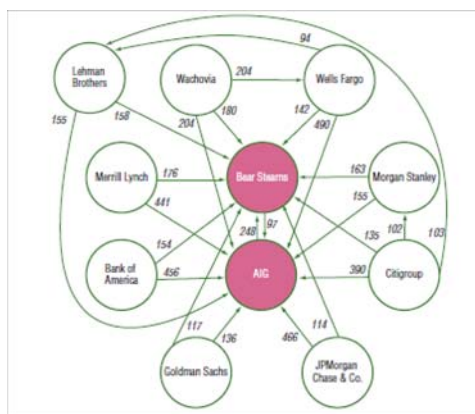 94
Lehman
Brothers
Wachovia
204
Wells Fargo
155
158
204
180
142
490
Merrill Lynch
176
Bear Stearns
163
Morgan Stanley
441
155
248
97
135
102
103
Bank of
America
154
456
AIG
390
Citigroup
117
136
466
114
Goldman Sachs
JPMorgan
Chase & Co.